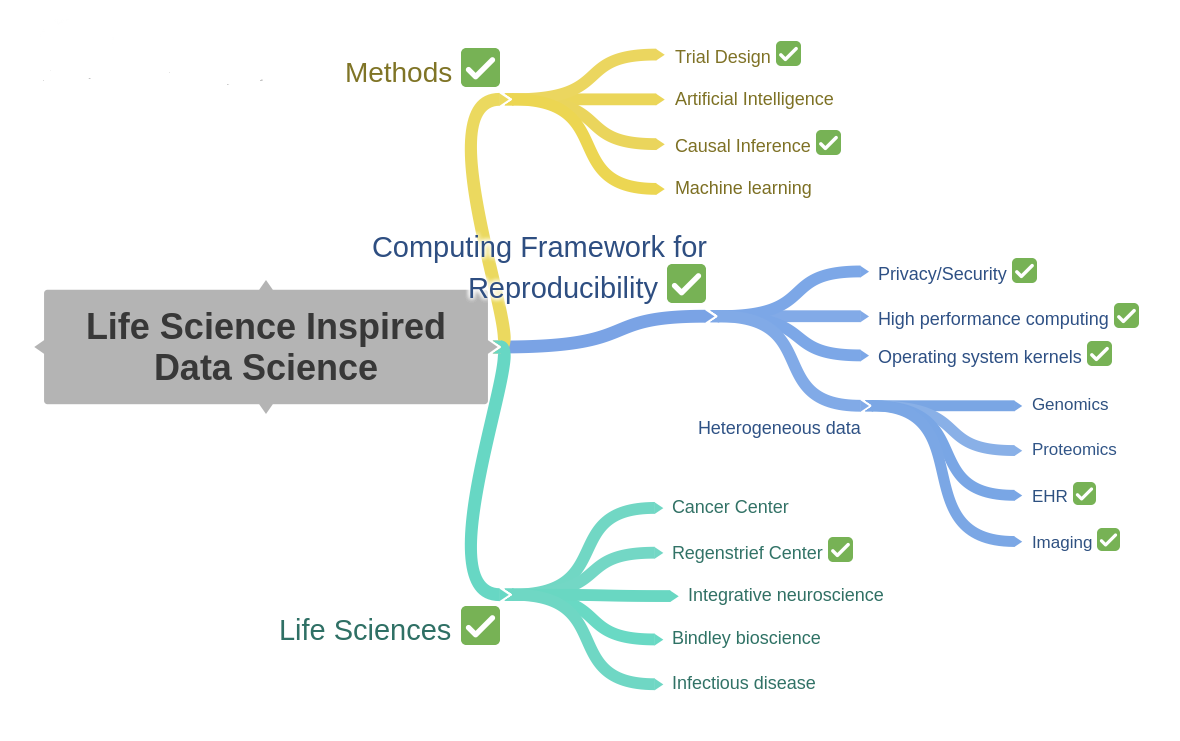 Methods
Trial Design
Artificial Intelligence
Causal Inference
Machine learning
Computing Framework for
Reproducibility
Privacy/Security
High performance computing
Operating system kernels
Heterogeneous data
Genomics
Proteomics
EHR
Imaging
Life Science Inspired
Data Science
Life Sciences
Cancer Center
Regenstrief Center
Integrative neuroscience
Bindley bioscience
Infectious disease